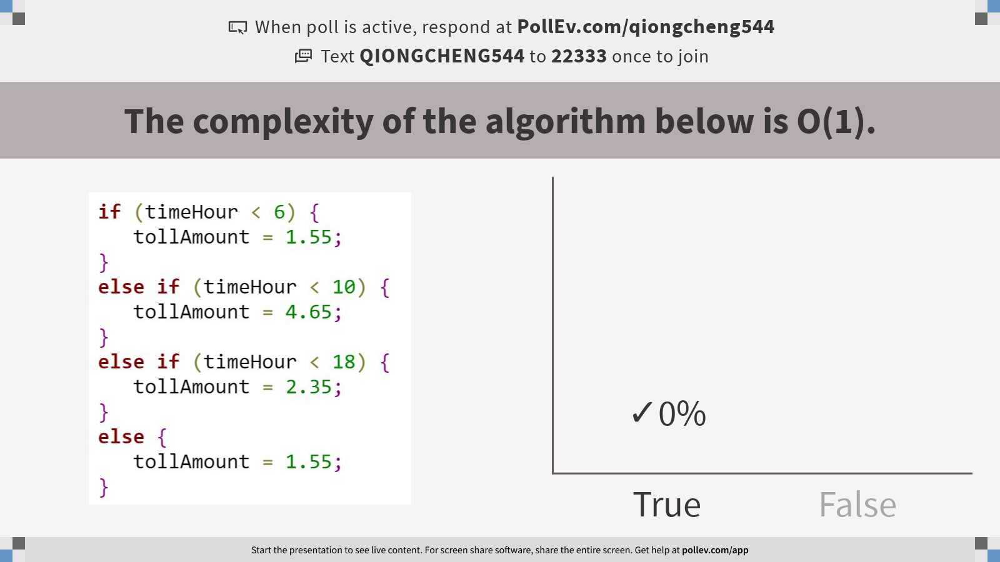 When poll is active, respond at PollEv.com/qiongcheng544
Text QIONGCHENG544 to 22333 once to join
The complexity of the algorithm below is O(1).
if (timeHour < 6) {
   tollAmount = 1.55;
}
else if (timeHour < 10) {
   tollAmount = 4.65;
}
else if (timeHour < 18) {
   tollAmount = 2.35;
}
else {
   tollAmount = 1.55;
}
✓0%
True
False
Start the presentation to see live content. For screen share software, share the entire screen. Get help at pollev.com/app